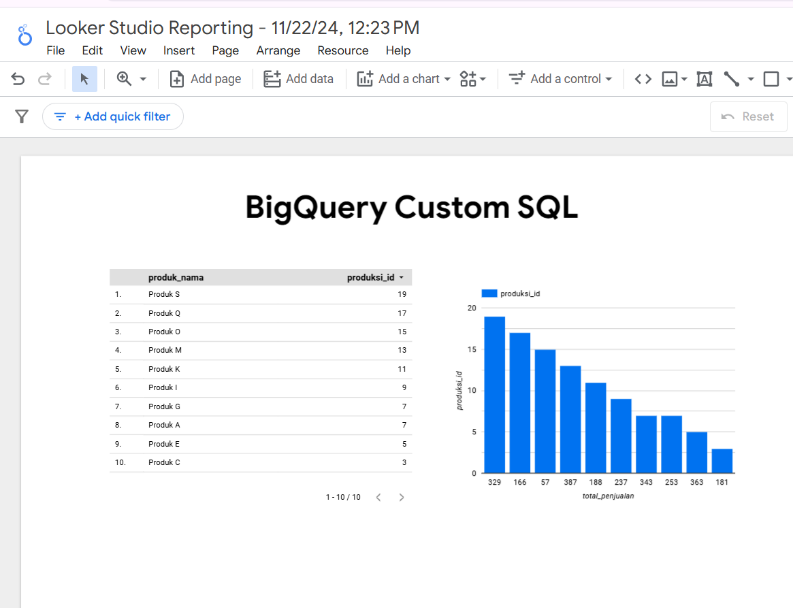 Looker Studio Reporting - 11/22/24, 12:23 PM
File Edit View Insert Page Arrange Resource Help
Add page Add data Add a chart Add a control
+ Add quick filter Reset
BigQuery Custom SQL
produk_nama produksi_id
1. Produk S 19
2. Produk Q 17
3. Produk O 15
4. Produk M 13
5. Produk K 11
6. Produk I 9
7. Produk G 7
8. Produk A 7
9. Produk E 5
10. Produk C 3
1 - 10 / 10
produksi_id
20
15
10
5
0
produksi_id
329 166 57 387 188 237 343 253 363 181
total_penjualan